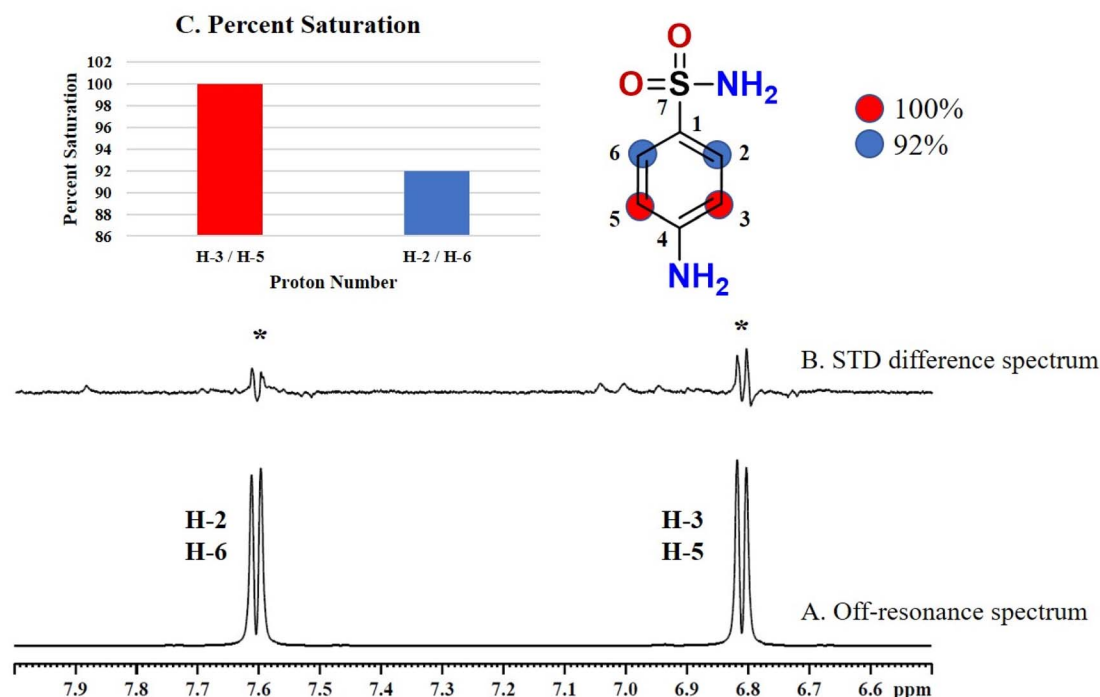 C. Percent Saturation
Percent Saturation
102
100
98
96
94
92
90
88
86
H-3 / H-5
H-2 / H-6
Proton Number
O
O=S-NH2
7
1
6
2
5
3
4
NH2
100%
92%
*
*
B. STD difference spectrum
H-2
H-6
H-3
H-5
A. Off-resonance spectrum
7.9 7.8 7.7 7.6 7.5 7.4 7.3 7.2 7.1 7.0 6.9 6.8 6.7 6.6 ppm